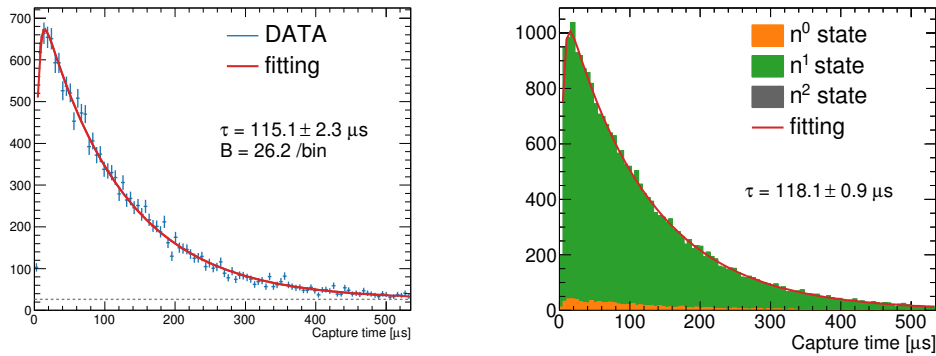 700
600
500
400
300
200
100
0
DATA
fitting
τ = 115.1 ± 2.3 μs
B = 26.2 /bin
0 100 200 300 400 500
Capture time [μs]
1000
800
600
400
200
0
n⁰ state
n¹ state
n² state
fitting
τ = 118.1 ± 0.9 μs
0 100 200 300 400 500
Capture time [μs]